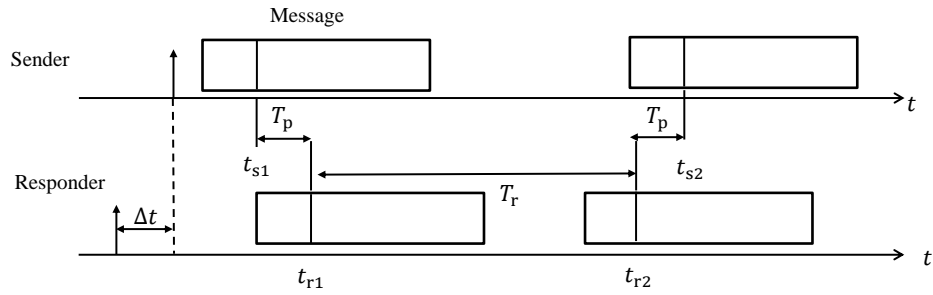 Message
Sender
t
T_p
T_p
t_s1
t_s2
Responder
T_r
Δt
t
t_r1
t_r2